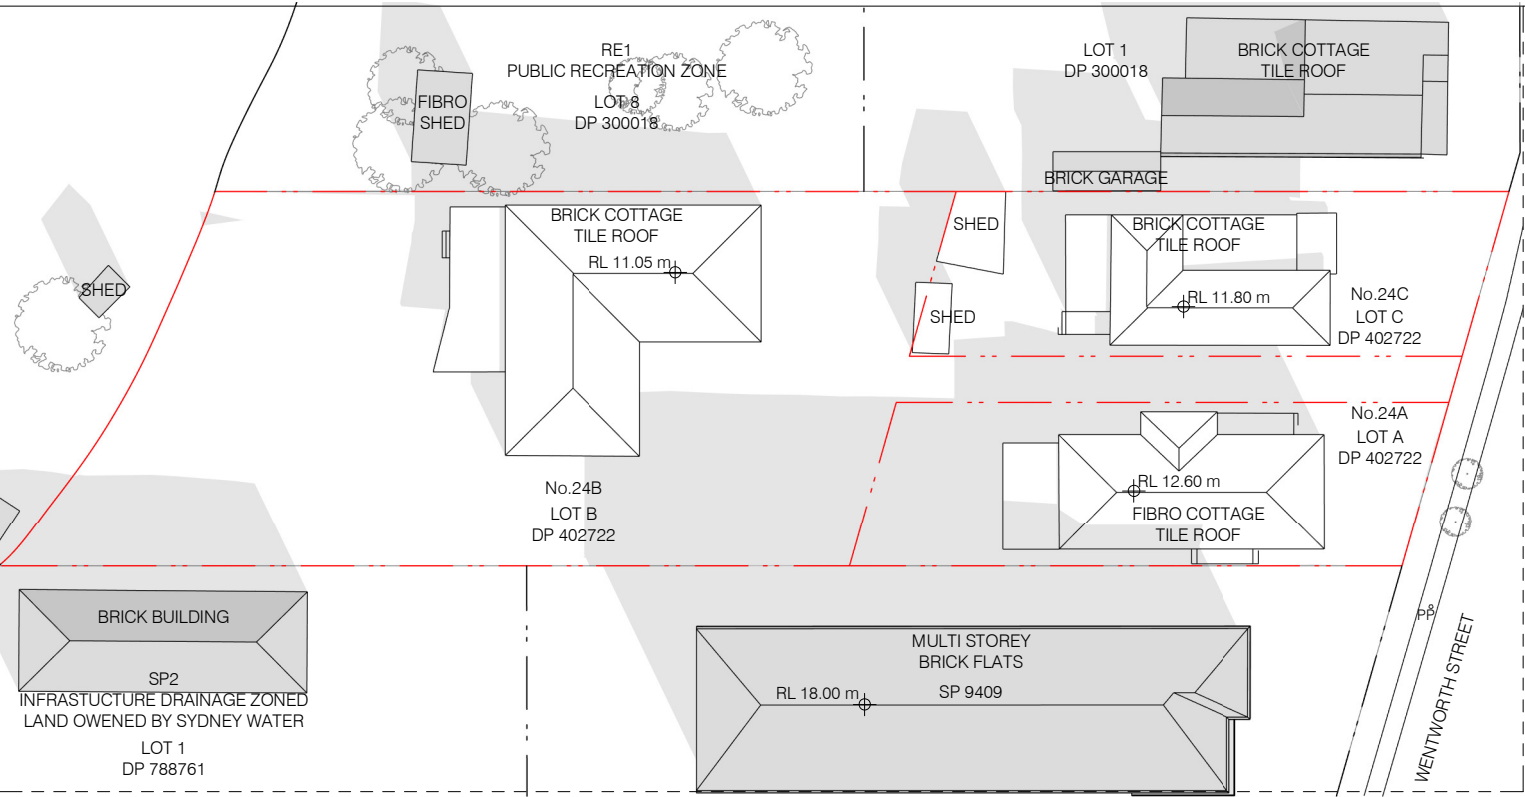 RE1
PUBLIC RECREATION ZONE
LOT 8
DP 300018
FIBRO
SHED
LOT 1
DP 300018
BRICK COTTAGE
TILE ROOF
BRICK GARAGE
BRICK COTTAGE
TILE ROOF
RL 11.05 m
SHED
SHED
SHED
BRICK COTTAGE
TILE ROOF
RL 11.80 m
No.24C
LOT C
DP 402722
No.24A
LOT A
DP 402722
RL 12.60 m
FIBRO COTTAGE
TILE ROOF
No.24B
LOT B
DP 402722
BRICK BUILDING
SP2
INFRASTUCTURE DRAINAGE ZONED
LAND OWENED BY SYDNEY WATER
LOT 1
DP 788761
MULTI STOREY
BRICK FLATS
SP 9409
RL 18.00 m
PP
WENTWORTH STREET